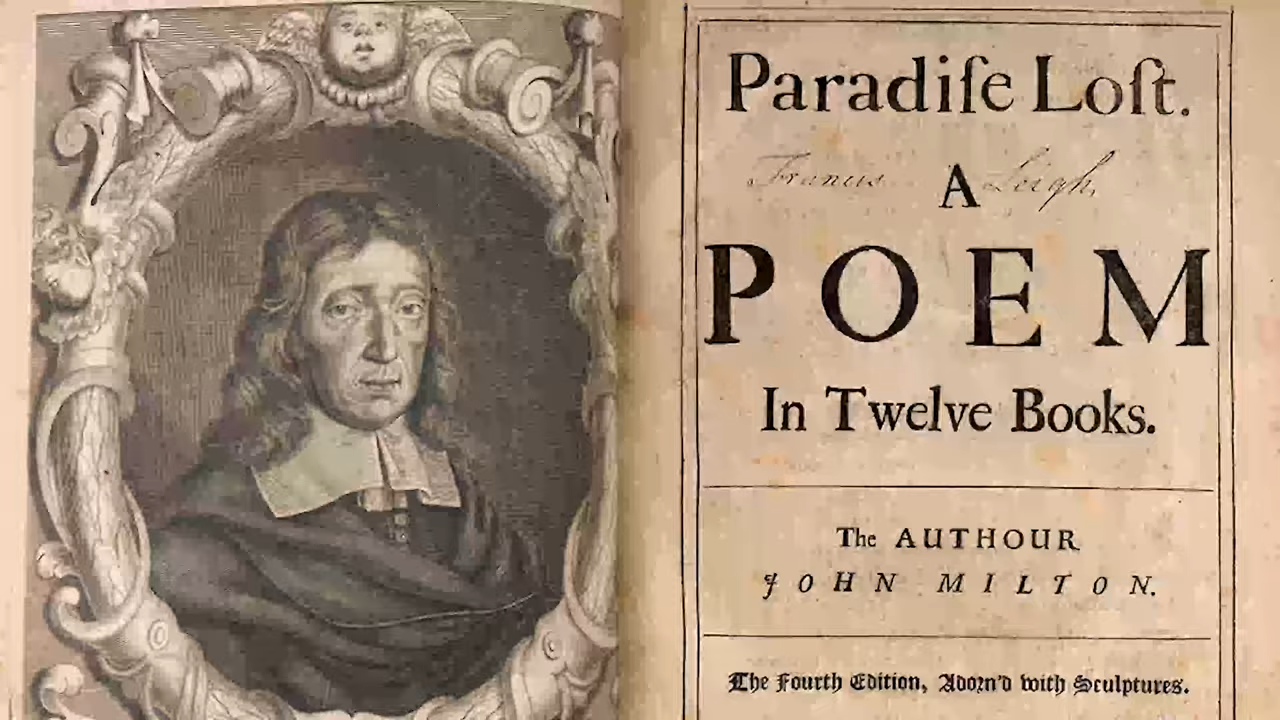 Paradiſe Loſt.
Francis A Leigh
POEM
In Twelve Books.
The AUTHOUR
JOHN MILTON.
The Fourth Edition, Adorn'd with Sculptures.